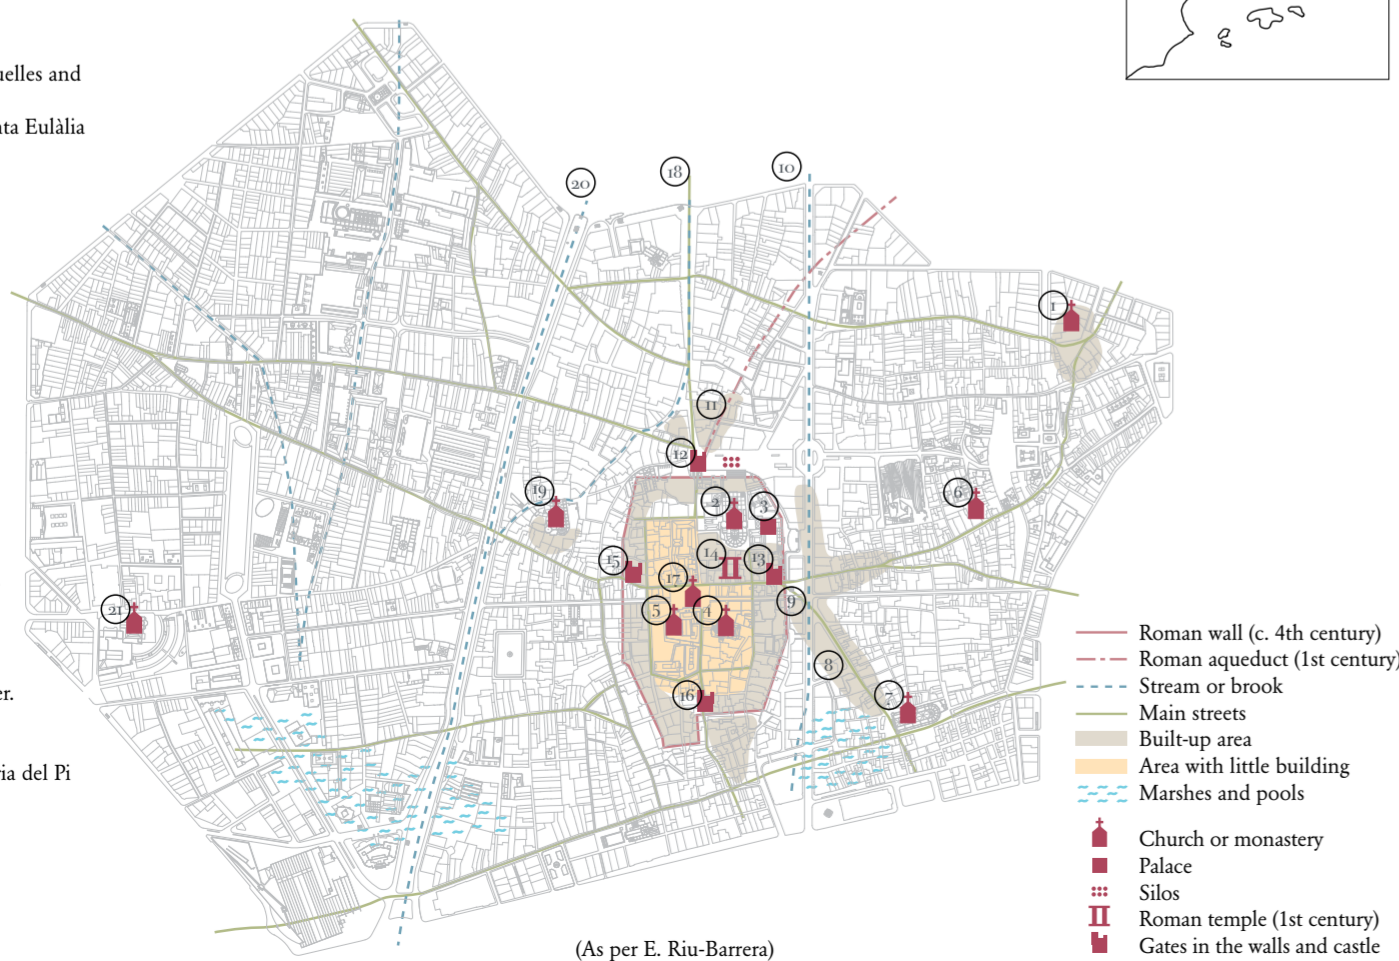 uelles and
nta Eulàlia
er.
ia del Pi
20
18
10
1
11
12
19
2
3
6
15
14
13
17
21
5
4
9
8
16
7
Roman wall (c. 4th century)
Roman aqueduct (1st century)
Stream or brook
Main streets
Built-up area
Area with little building
Marshes and pools
Church or monastery
Palace
Silos
Roman temple (1st century)
Gates in the walls and castle
(As per E. Riu-Barrera)